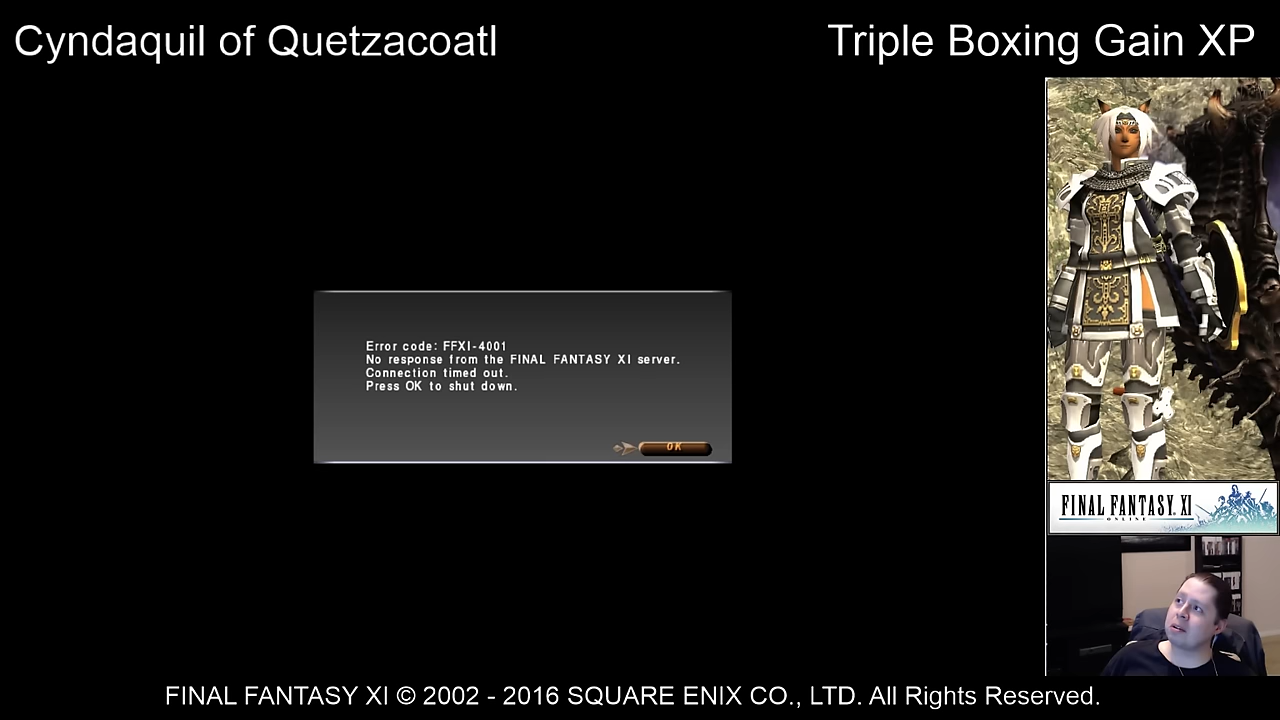 Cyndaquil of Quetzacoatl
Triple Boxing Gain XP
Error code: FFXI-4001
No response from the FINAL FANTASY XI server.
Connection timed out.
Press OK to shut down.
OK
FINAL FANTASY XI
ONLINE
FINAL FANTASY XI © 2002 - 2016 SQUARE ENIX CO., LTD. All Rights Reserved.